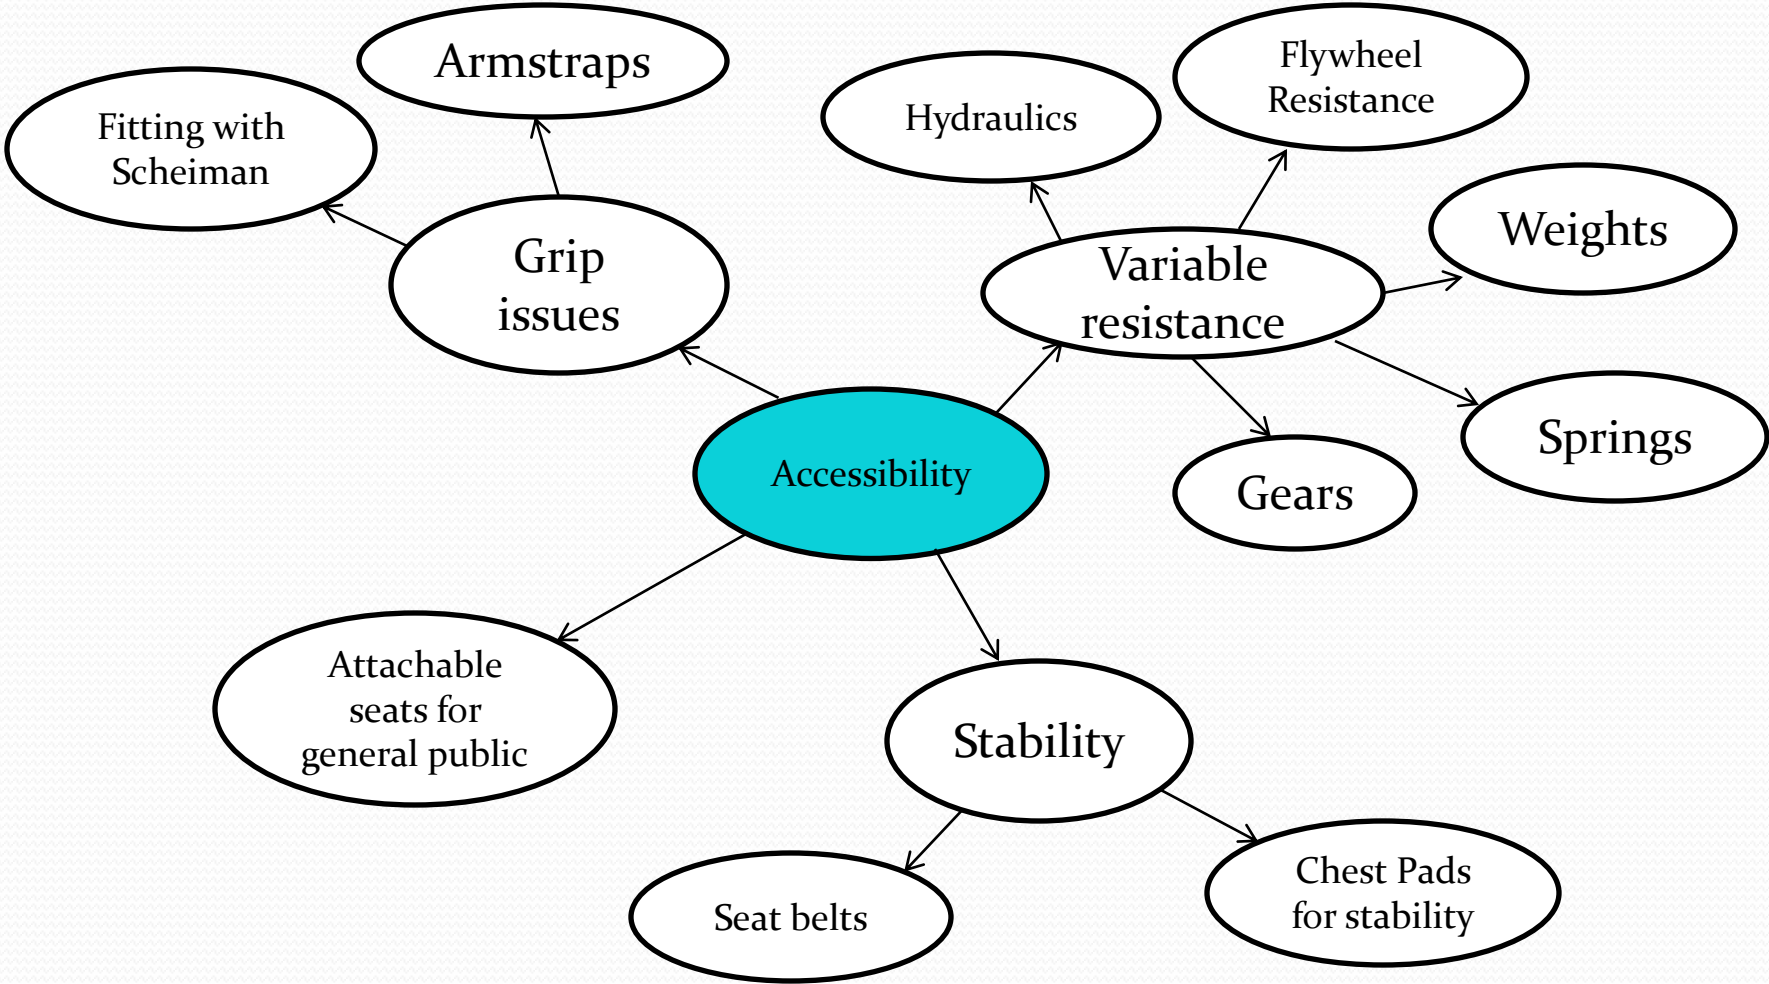 Armstraps
Fitting with
Scheiman
Grip
issues
Hydraulics
Flywheel
Resistance
Weights
Variable
resistance
Springs
Gears
Accessibility
Attachable
seats for
general public
Stability
Seat belts
Chest Pads
for stability